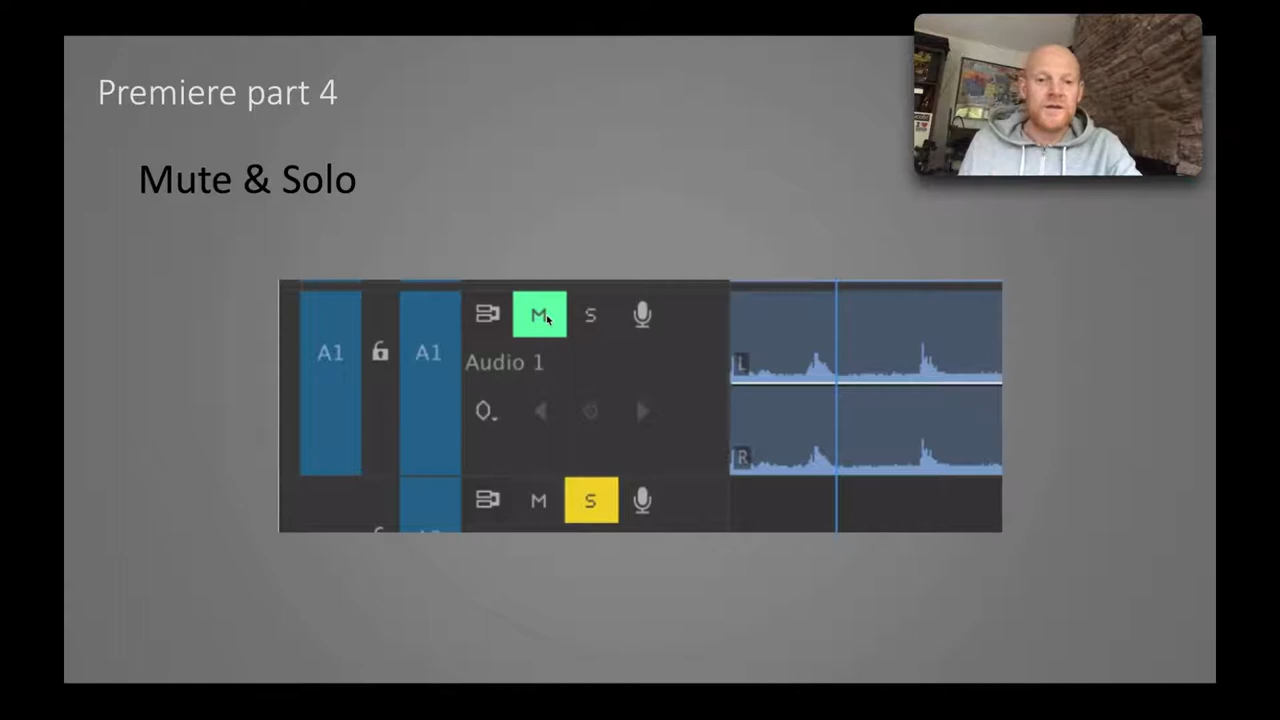 Premiere part 4
Mute & Solo
A1 A1 M S L
Audio 1
R
M S